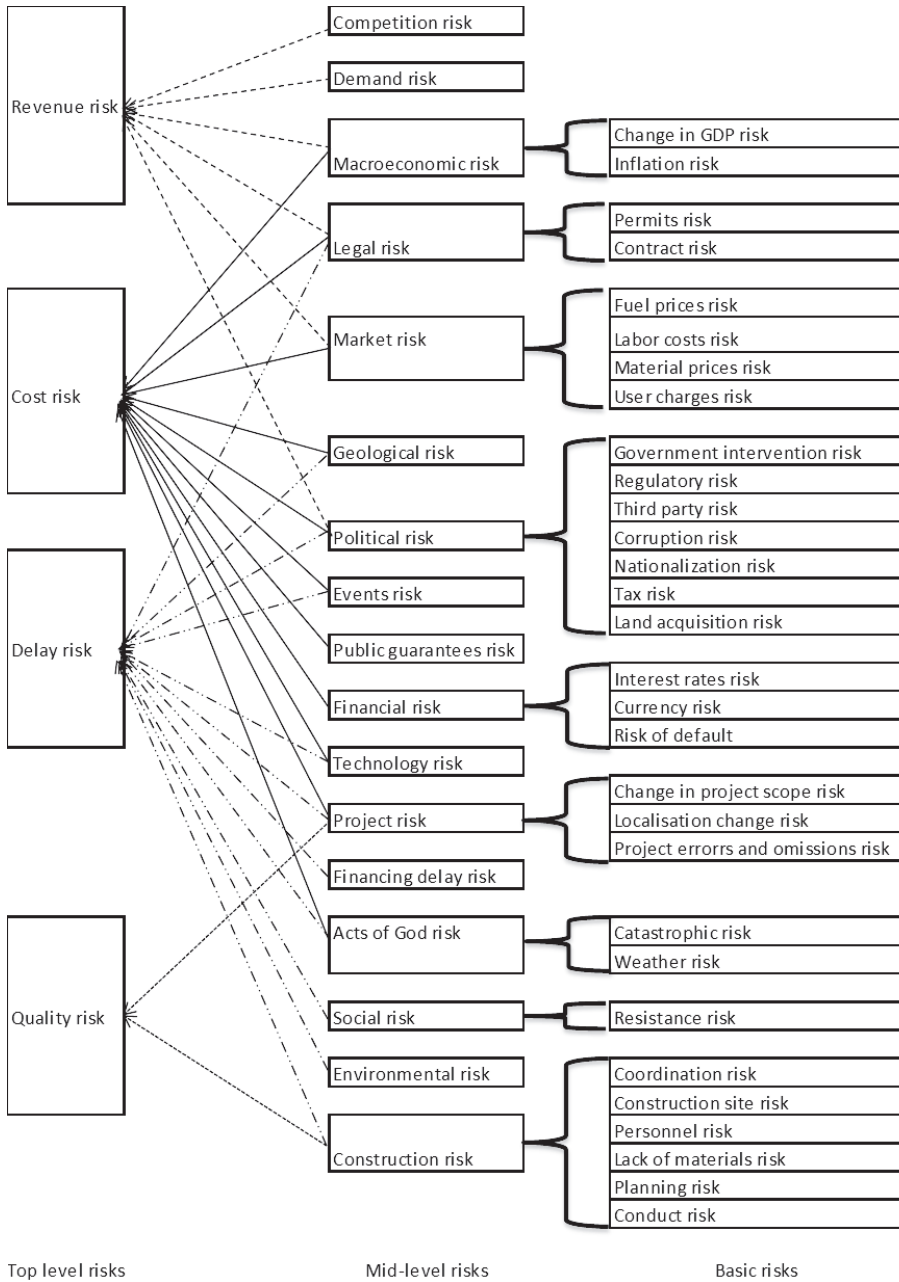 Revenue risk
Cost risk
Delay risk
Quality risk
Top level risks
Competition risk
Demand risk
Macroeconomic risk
Legal risk
Market risk
Geological risk
Political risk
Events risk
Public guarantees risk
Financial risk
Technology risk
Project risk
Financing delay risk
Acts of God risk
Social risk
Environmental risk
Construction risk
Mid-level risks
Change in GDP risk
Inflation risk
Permits risk
Contract risk
Fuel prices risk
Labor costs risk
Material prices risk
User charges risk
Government intervention risk
Regulatory risk
Third party risk
Corruption risk
Nationalization risk
Tax risk
Land acquisition risk
Interest rates risk
Currency risk
Risk of default
Change in project scope risk
Localisation change risk
Project errorrs and omissions risk
Catastrophic risk
Weather risk
Resistance risk
Coordination risk
Construction site risk
Personnel risk
Lack of materials risk
Planning risk
Conduct risk
Basic risks